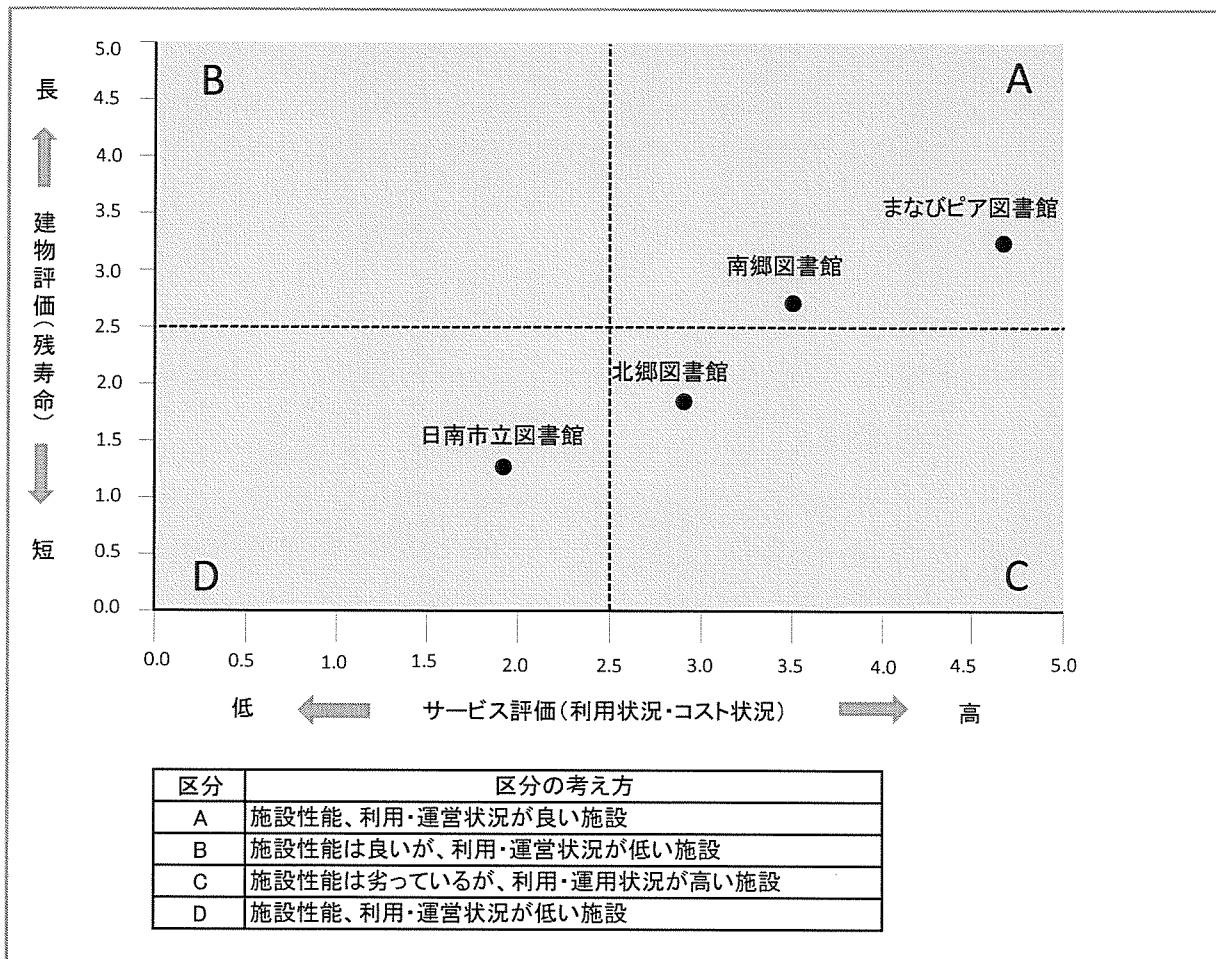 5.0
B
A
長
4.5
4.0
3.5
まなびピア図書館
建物評価(残寿命)
3.0
南郷図書館
2.5
北郷図書館
2.0
日南市立図書館
1.5
1.0
短
0.5
D
C
0.0
0.0 0.5 1.0 1.5 2.0 2.5 3.0 3.5 4.0 4.5 5.0
低 サービス評価(利用状況・コスト状況) 高
区分 区分の考え方
A 施設性能、利用・運営状況が良い施設
B 施設性能は良いが、利用・運営状況が低い施設
C 施設性能は劣っているが、利用・運用状況が高い施設
D 施設性能、利用・運営状況が低い施設